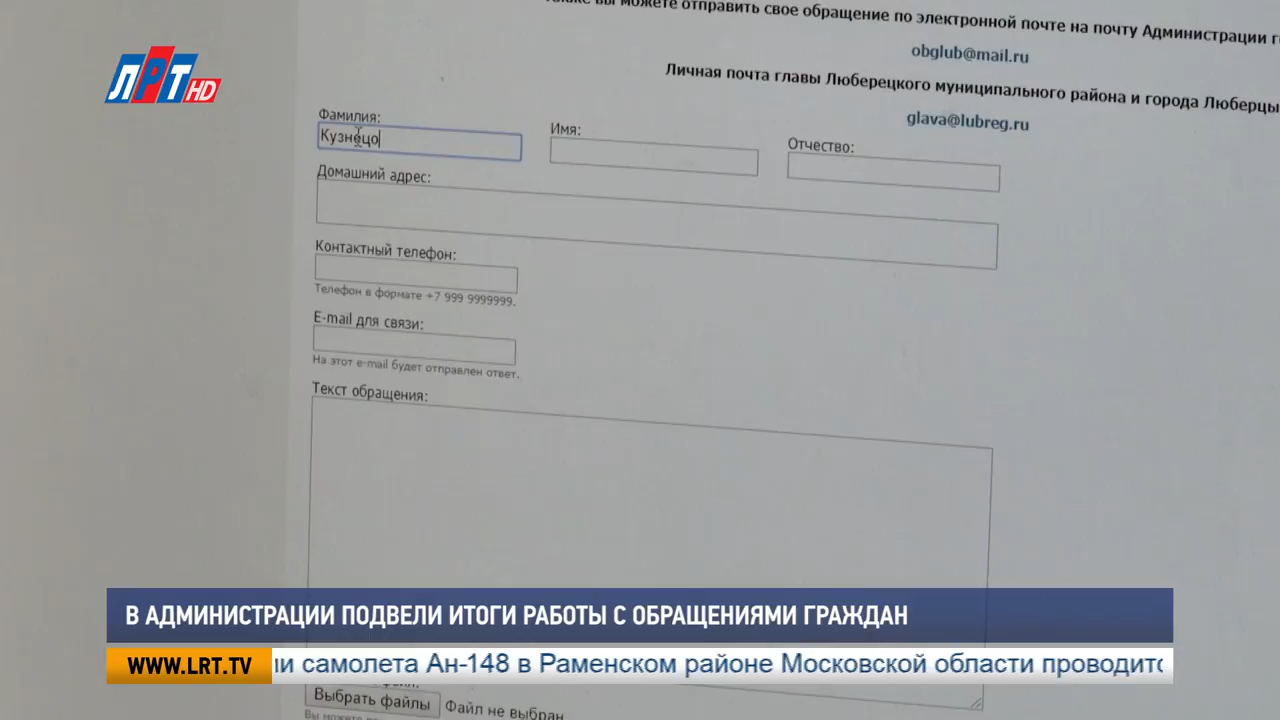 вы можете отправить свое обращение по электронной почте на почту Администрации
obglub@mail.ru
Личная почта главы Люберецкого муниципального района и города Люберцы
glava@lubreg.ru
ЛРТ HD
Фамилия:
Имя:
Отчество:
Кузнецо
Домашний адрес:
Контактный телефон:
Телефон в формате +7 999 9999999.
E-mail для связи:
На этот e-mail будет отправлен ответ.
Текст обращения:
В АДМИНИСТРАЦИИ ПОДВЕЛИ ИТОГИ РАБОТЫ С ОБРАЩЕНИЯМИ ГРАЖДАН
WWW.LRT.TV
самолета Ан-148 в Раменском районе Московской области проводитс
Выбрать файлы Файл не выбран
Вы можете